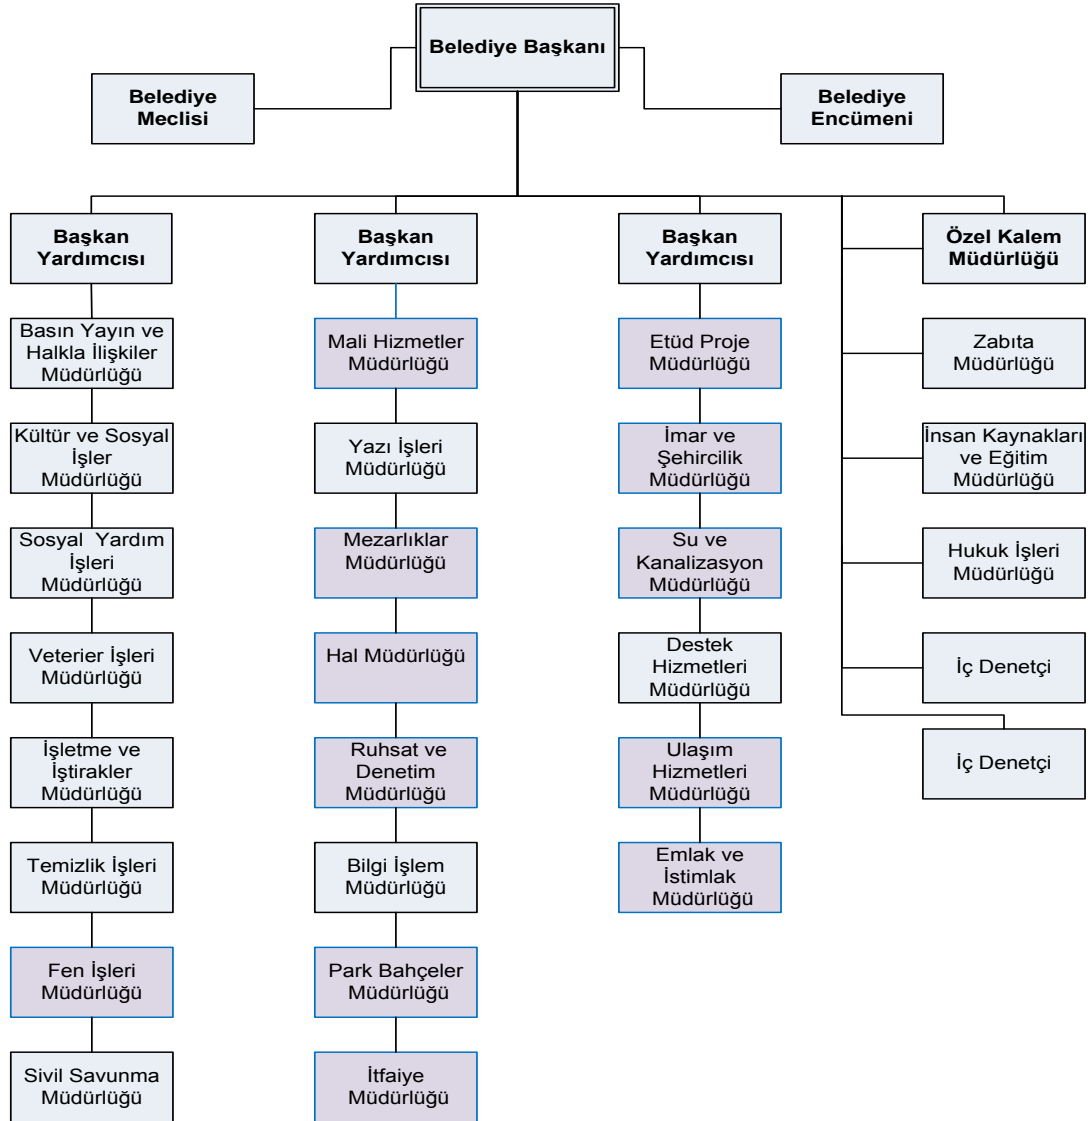 Belediye Başkanı
Belediye
Meclisi
Belediye
Encümeni
Başkan
Yardımcısı
Basın Yayın ve
Halkla İlişkiler
Müdürlüğü
Kültür ve Sosyal
İşler
Müdürlüğü
Sosyal Yardım
İşleri
Müdürlüğü
Veterier İşleri
Müdürlüğü
İşletme ve
İştirakler
Müdürlüğü
Temizlik İşleri
Müdürlüğü
Fen İşleri
Müdürlüğü
Sivil Savunma
Müdürlüğü
Başkan
Yardımcısı
Mali Hizmetler
Müdürlüğü
Yazı İşleri
Müdürlüğü
Mezarlıklar
Müdürlüğü
Hal Müdürlüğü
Ruhsat ve
Denetim
Müdürlüğü
Bilgi İşlem
Müdürlüğü
Park Bahçeler
Müdürlüğü
İtfaiye
Müdürlüğü
Başkan
Yardımcısı
Etüd Proje
Müdürlüğü
İmar ve
Şehircilik
Müdürlüğü
Su ve
Kanalizasyon
Müdürlüğü
Destek
Hizmetleri
Müdürlüğü
Ulaşım
Hizmetleri
Müdürlüğü
Emlak ve
İstimlak
Müdürlüğü
Özel Kalem
Müdürlüğü
Zabıta
Müdürlüğü
İnsan Kaynakları
ve Eğitim
Müdürlüğü
Hukuk İşleri
Müdürlüğü
İç Denetçi
İç Denetçi